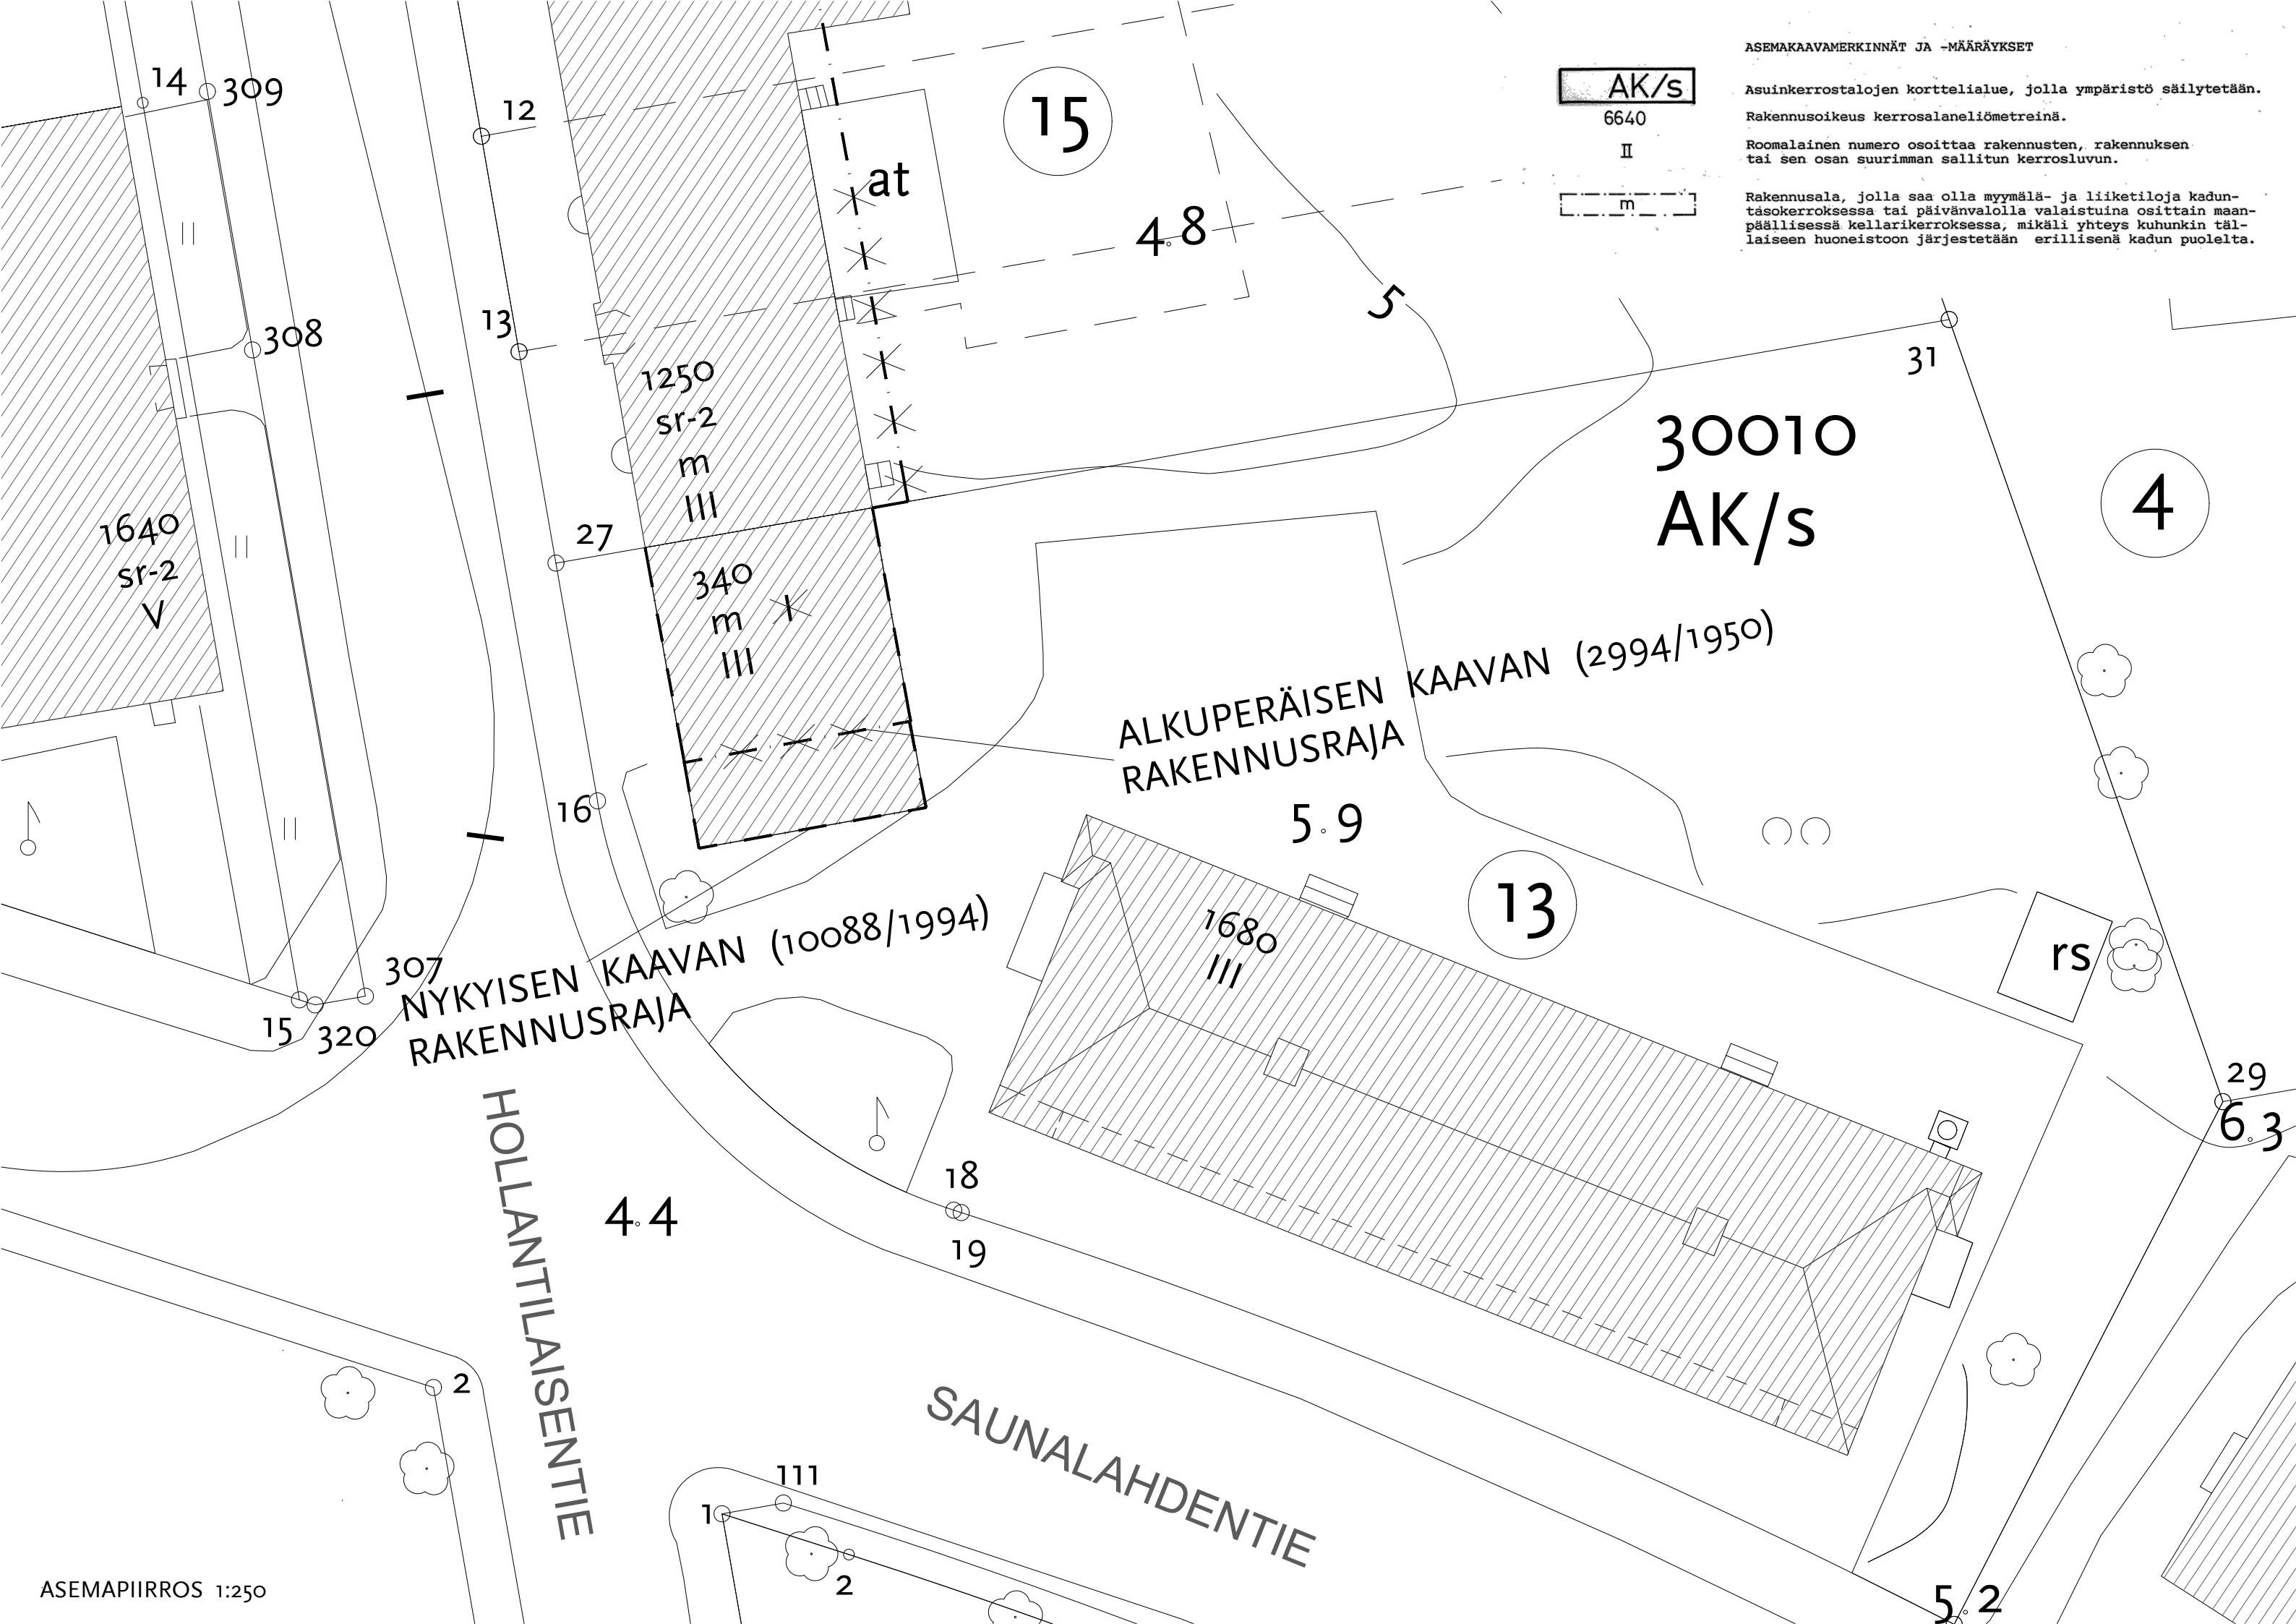 ASEMAKAAVAMERKINNÄT JA -MÄÄRÄYKSET
AK/s
Asuinkerrostalojen korttelialue, jolla ympäristö säilytetään.
6640
Rakennusoikeus kerrosalaneliömetreinä.
II
Roomalainen numero osoittaa rakennusten, rakennuksen
tai sen osan suurimman sallitun kerrosluvun.
m
Rakennusala, jolla saa olla myymälä- ja liiketiloja kadun-
tasokerroksessa tai päivänvalolla valaistuina osittain maan-
päällisessä kellarikerroksessa, mikäli yhteys kuhunkin täl-
laiseen huoneistoon järjestetään erillisenä kadun puolelta.
14
309
12
15
at
4.8
308
13
5
31
1250
sr-2
m
III
30010
AK/s
4
1640
sr-2
V
27
340
m
III
ALKUPERÄISEN KAAVAN (2994/1950)
RAKENNUSRAJA
16
5.9
13
1680
III
rs
307
NYKYISEN KAAVAN (10088/1994)
RAKENNUSRAJA
15
320
29
6.3
18
19
4.4
HOLLANTILAISENTIE
2
SAUNALAHDENTIE
111
1
2
5.2
ASEMAPIIRROS 1:250